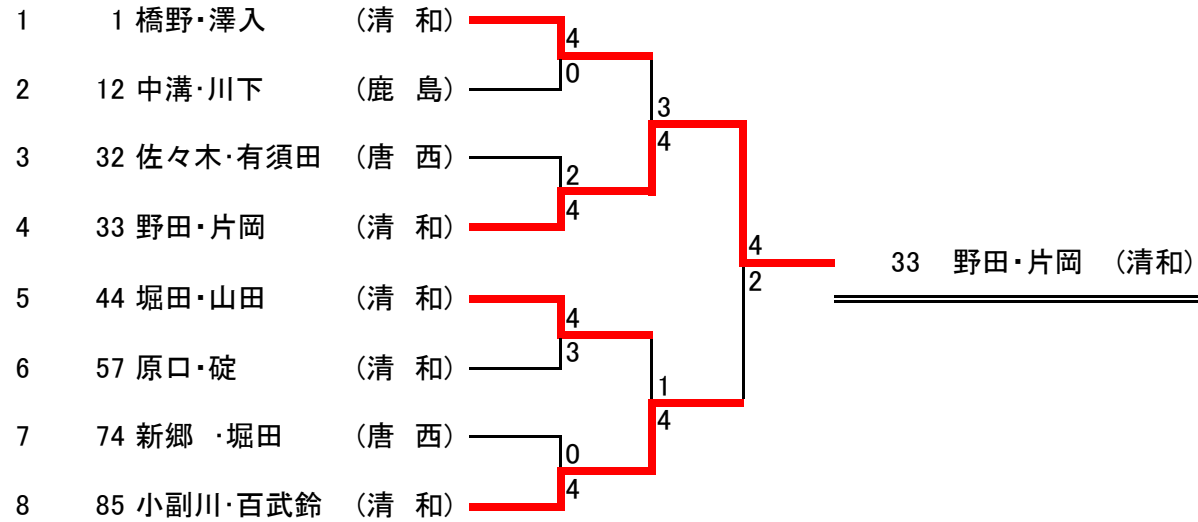 1 1 橋野・澤入 (清 和)
4
0
2 12 中溝・川下 (鹿 島)
3
4
3 32 佐々木・有須田 (唐 西)
2
4
4 33 野田・片岡 (清 和)
4
2
33 野田・片岡 (清和)
5 44 堀田・山田 (清 和)
4
3
6 57 原口・碇 (清 和)
1
4
7 74 新郷 ・堀田 (唐 西)
0
4
8 85 小副川・百武鈴 (清 和)